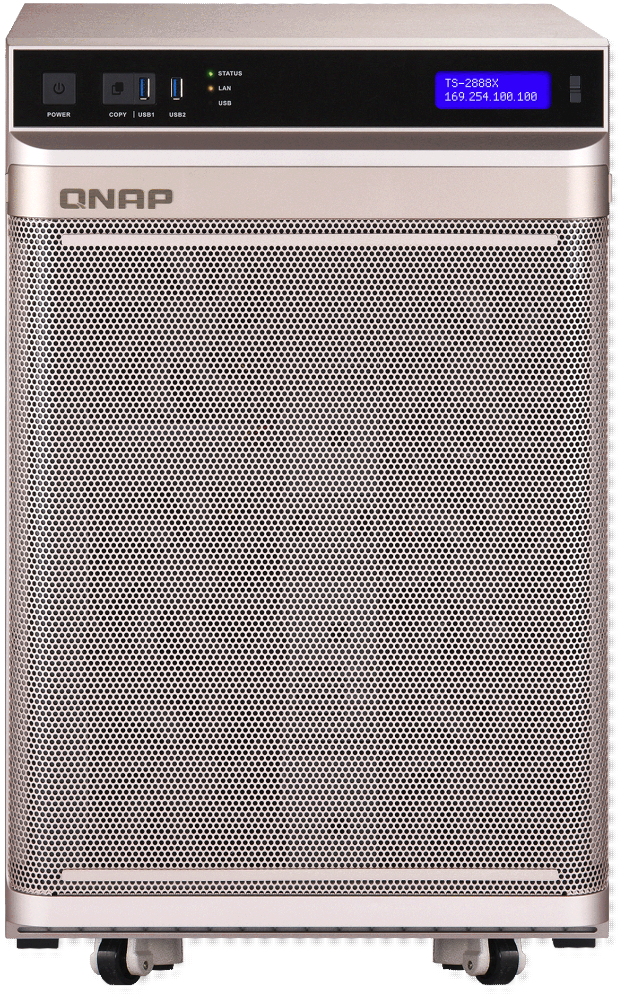 STATUS
LAN
USB
POWER
COPY | USB1
USB2
TS-2888X
169.254.100.100
QNAP